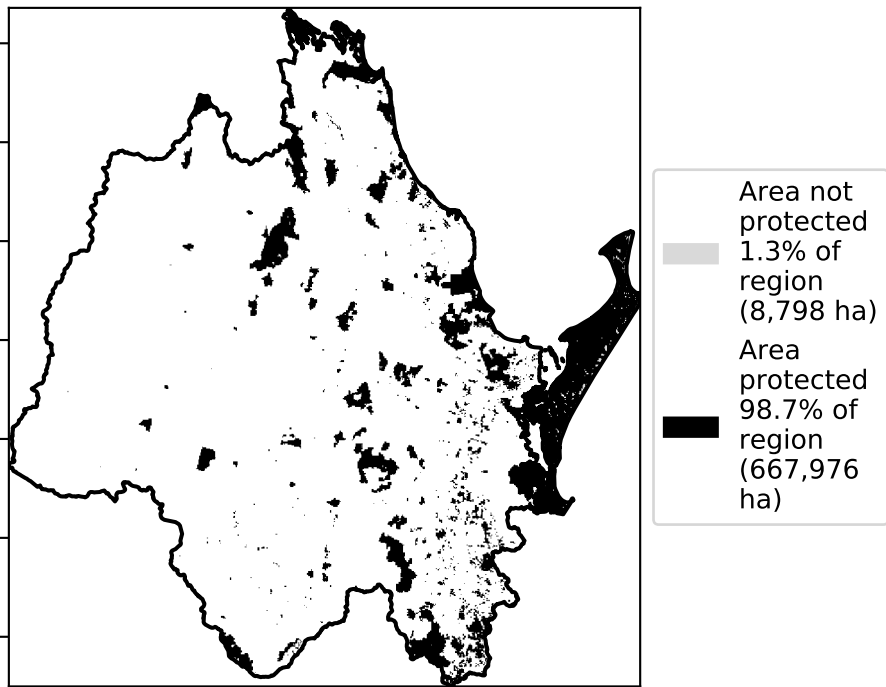 Area not
protected
1.3% of
region
(8,798 ha)
Area
protected
98.7% of
region
(667,976
ha)